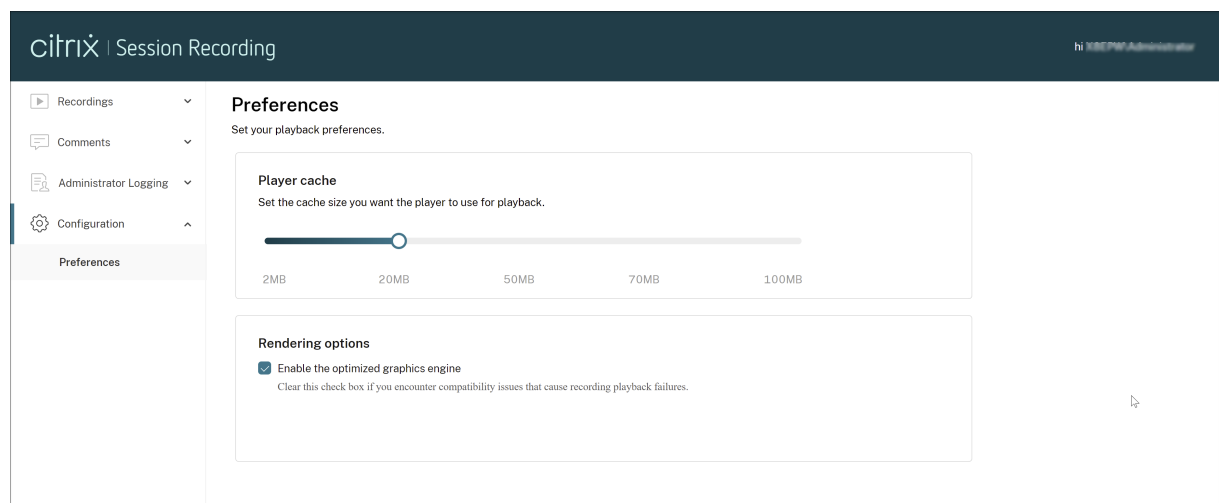 citrix | Session Recording
hi
Recordings
Comments
Administrator Logging
Configuration
Preferences
Preferences
Set your playback preferences.
Player cache
Set the cache size you want the player to use for playback.
2MB 20MB 50MB 70MB 100MB
Rendering options
Enable the optimized graphics engine
Clear this check box if you encounter compatibility issues that cause recording playback failures.